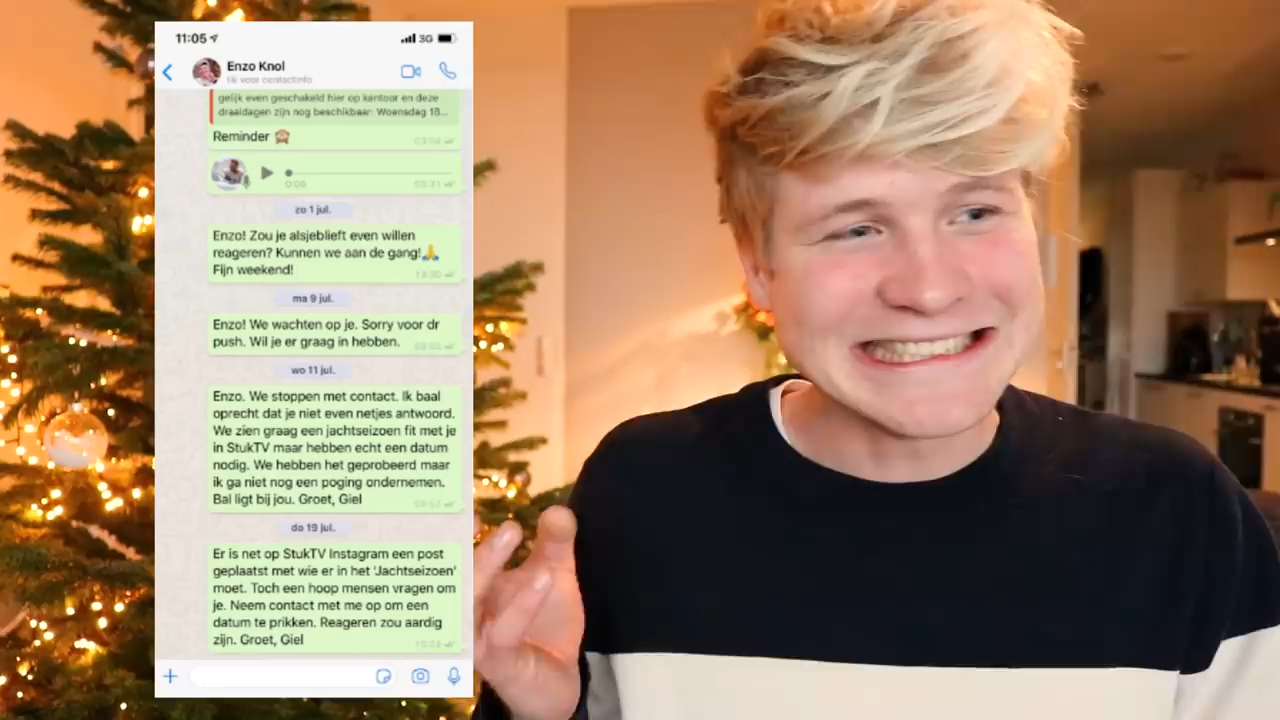 11:05
3G
Enzo Knol
tik voor contactinfo
gelijk even geschakeld hier op kantoor en deze
draaidagen zijn nog beschikbaar: Woensdag 18...
Reminder 🙈
0:06
zo 1 jul.
Enzo! Zou je alsjeblieft even willen
reageren? Kunnen we aan de gang!🙏
Fijn weekend!
ma 9 jul.
Enzo! We wachten op je. Sorry voor dr
push. Wil je er graag in hebben.
wo 11 jul.
Enzo. We stoppen met contact. Ik baal
oprecht dat je niet even netjes antwoord.
We zien graag een jachtseizoen fit met je
in StukTV maar hebben echt een datum
nodig. We hebben het geprobeerd maar
ik ga niet nog een poging ondernemen.
Bal ligt bij jou. Groet, Giel
do 19 jul.
Er is net op StukTV Instagram een post
geplaatst met wie er in het 'Jachtseizoen'
moet. Toch een hoop mensen vragen om
je. Neem contact met me op om een
datum te prikken. Reageren zou aardig
zijn. Groet, Giel